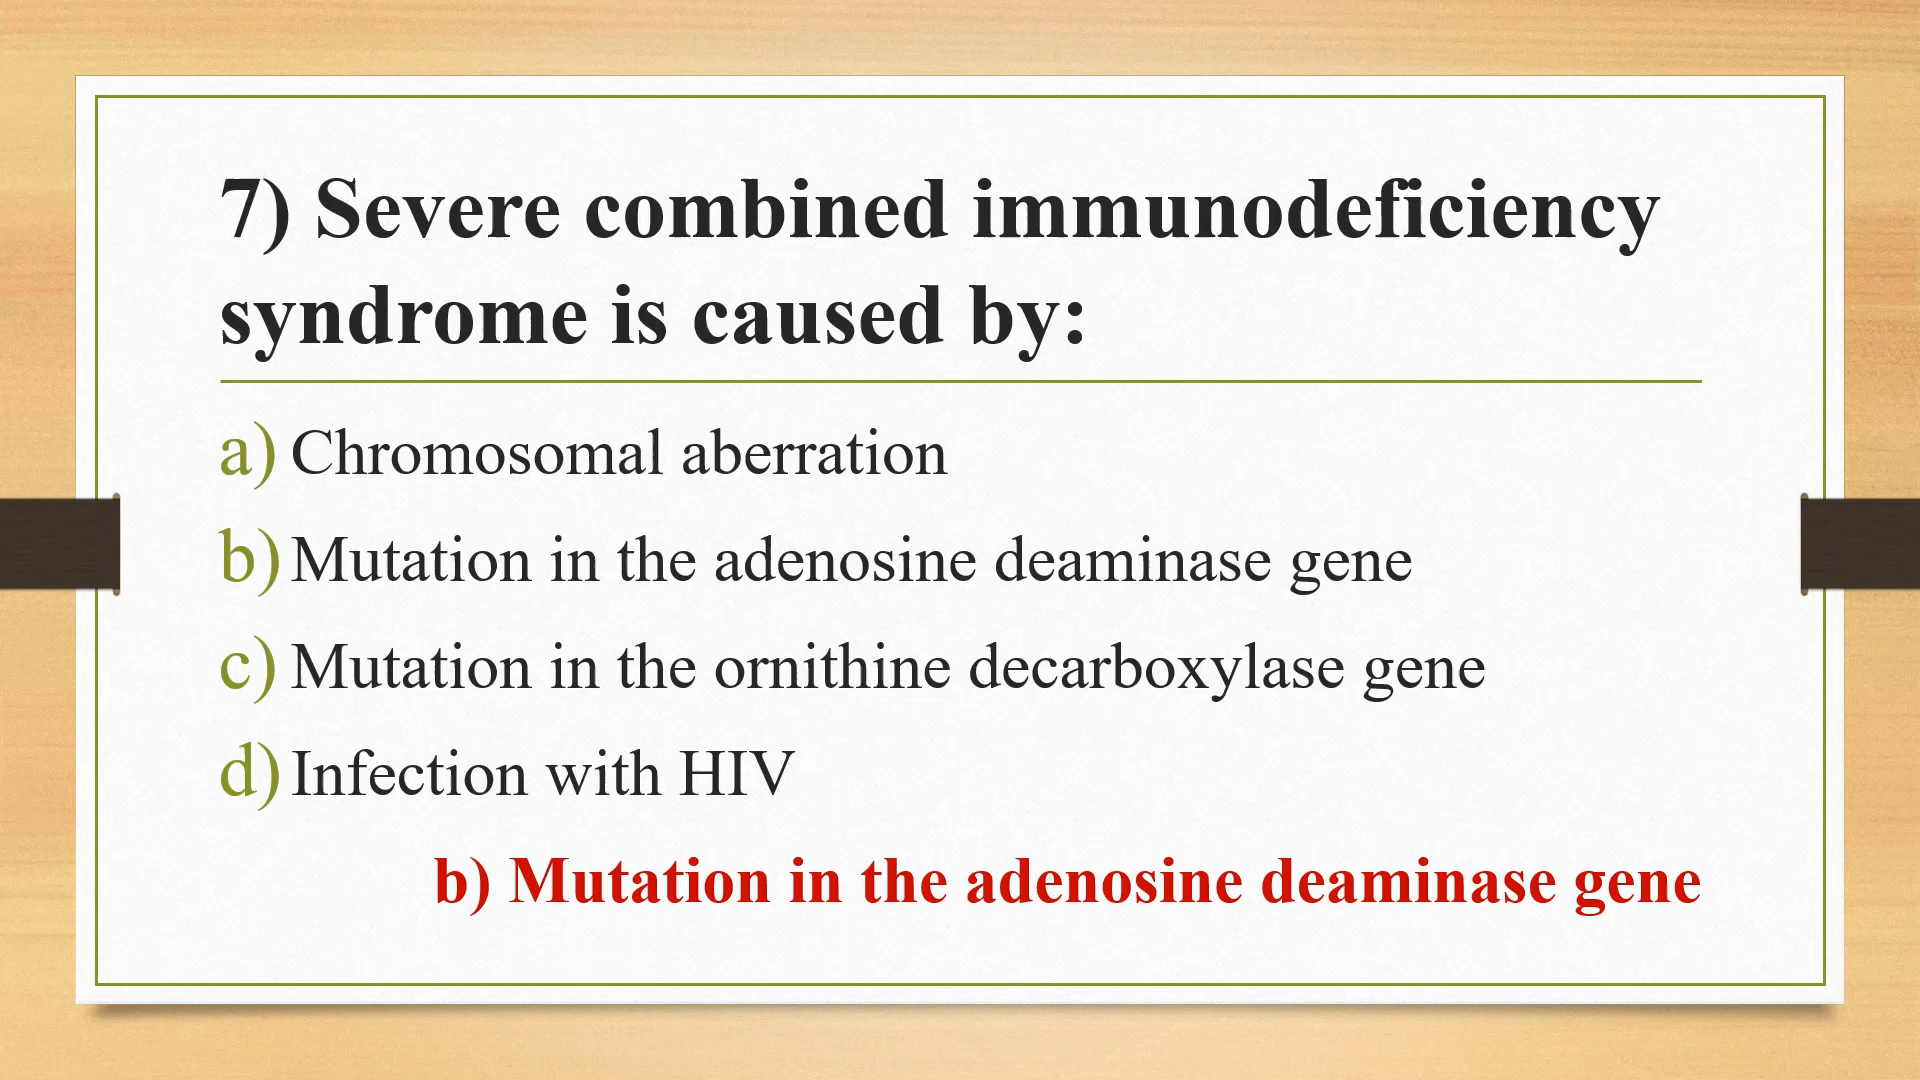 7) Severe combined immunodeficiency
syndrome is caused by:
a) Chromosomal aberration
b) Mutation in the adenosine deaminase gene
c) Mutation in the ornithine decarboxylase gene
d) Infection with HIV
b) Mutation in the adenosine deaminase gene